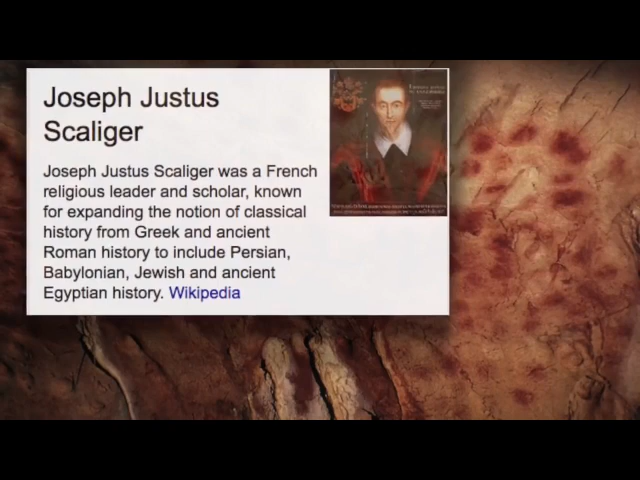 Joseph Justus
Scaliger
Joseph Justus Scaliger was a French
religious leader and scholar, known
for expanding the notion of classical
history from Greek and ancient
Roman history to include Persian,
Babylonian, Jewish and ancient
Egyptian history. Wikipedia